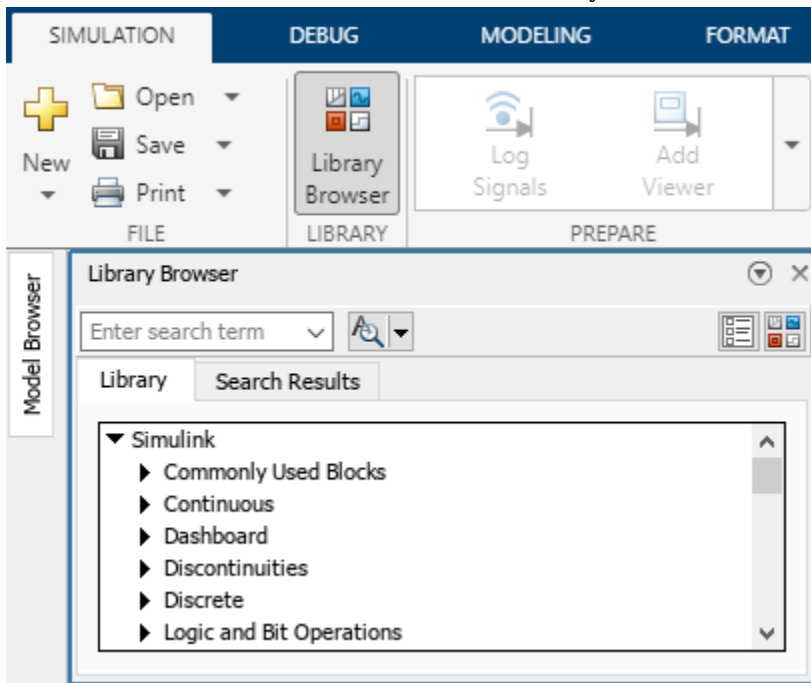 SIMULATION DEBUG MODELING FORMAT
New
Open
Save
Print
Library
Browser
Log
Signals
Add
Viewer
FILE LIBRARY PREPARE
Model Browser
Library Browser
Enter search term
Library Search Results
Simulink
Commonly Used Blocks
Continuous
Dashboard
Discontinuities
Discrete
Logic and Bit Operations